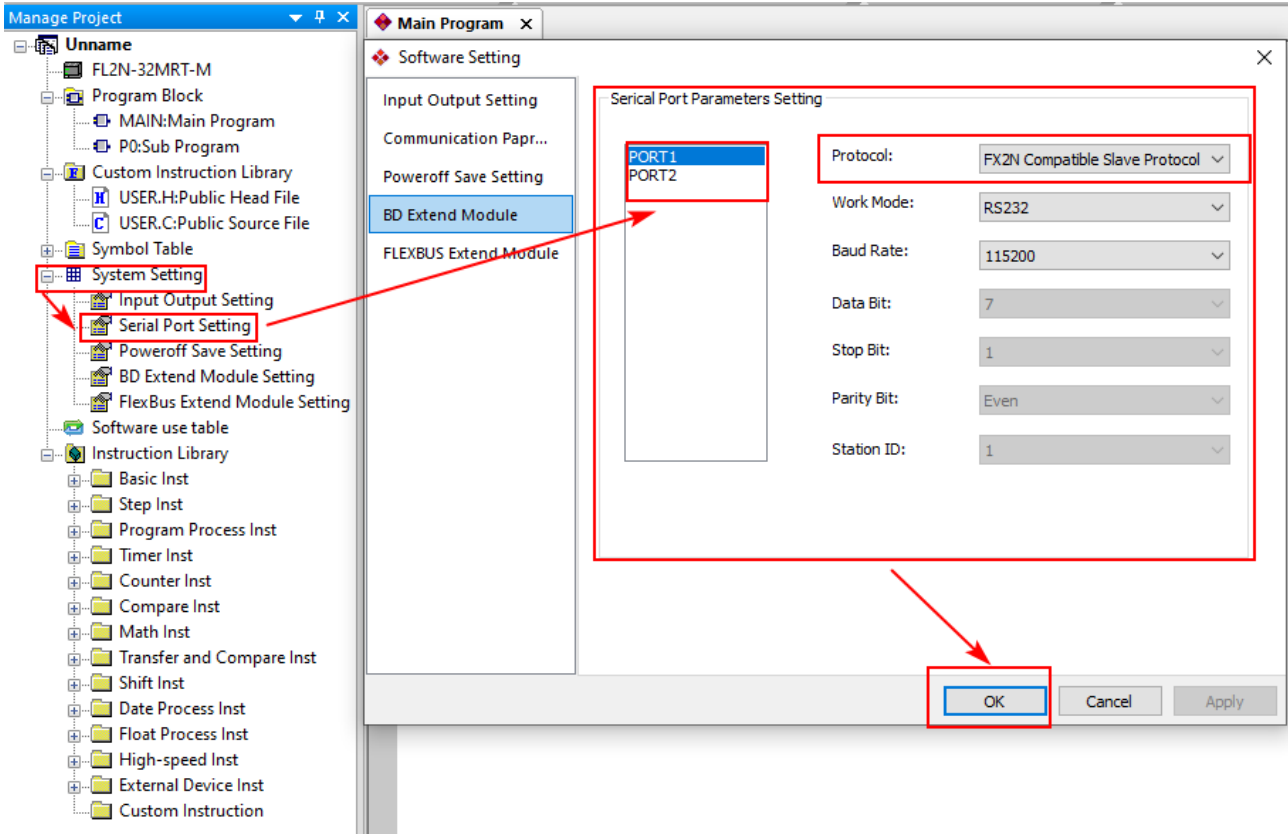 Manage Project
Unname
FL2N-32MRT-M
Program Block
MAIN:Main Program
P0:Sub Program
Custom Instruction Library
USER.H:Public Head File
USER.C:Public Source File
Symbol Table
System Setting
Input Output Setting
Serial Port Setting
Poweroff Save Setting
BD Extend Module Setting
FlexBus Extend Module Setting
Software use table
Instruction Library
Basic Inst
Step Inst
Program Process Inst
Timer Inst
Counter Inst
Compare Inst
Math Inst
Transfer and Compare Inst
Shift Inst
Date Process Inst
Float Process Inst
High-speed Inst
External Device Inst
Custom Instruction
Main Program
Software Setting
Input Output Setting
Communication Papr...
Poweroff Save Setting
BD Extend Module
FLEXBUS Extend Module
Serical Port Parameters Setting
PORT1
PORT2
Protocol: FX2N Compatible Slave Protocol
Work Mode: RS232
Baud Rate: 115200
Data Bit: 7
Stop Bit: 1
Parity Bit: Even
Station ID: 1
OK Cancel Apply